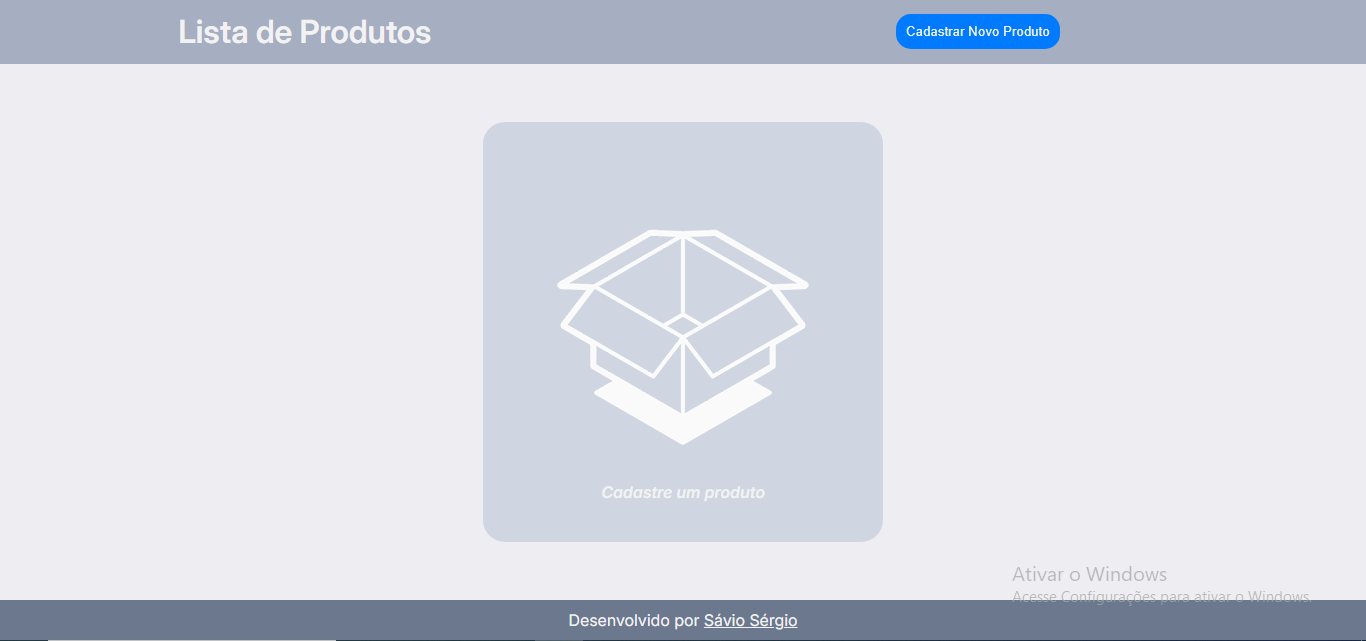 Lista de Produtos
Cadastrar Novo Produto
Cadastre um produto
Ativar o Windows
Acesse Configurações para ativar o Windows.
Desenvolvido por Sávio Sérgio